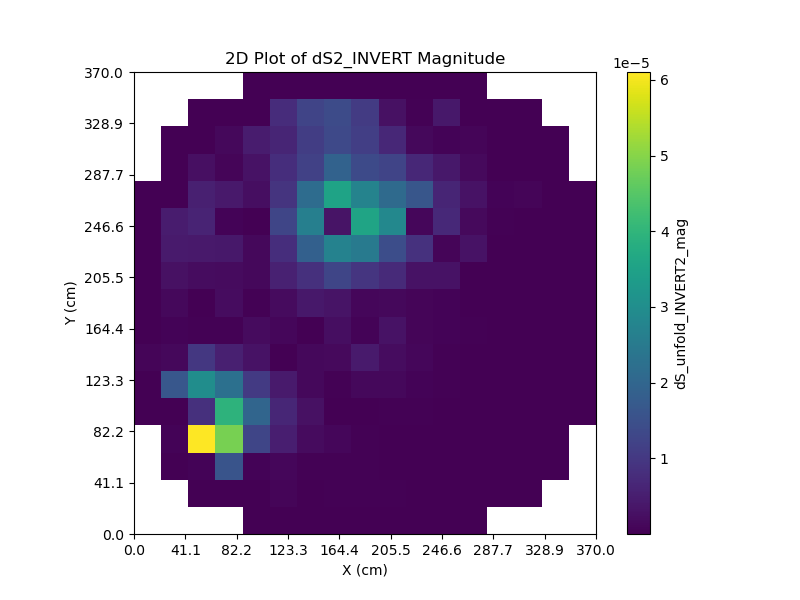 2D Plot of dS2_INVERT Magnitude
1e−5
370.0
328.9
287.7
246.6
205.5
164.4
123.3
82.2
41.1
0.0
Y (cm)
0.0 41.1 82.2 123.3 164.4 205.5 246.6 287.7 328.9 370.0
X (cm)
6
5
4
3
2
1
dS_unfold_INVERT2_mag